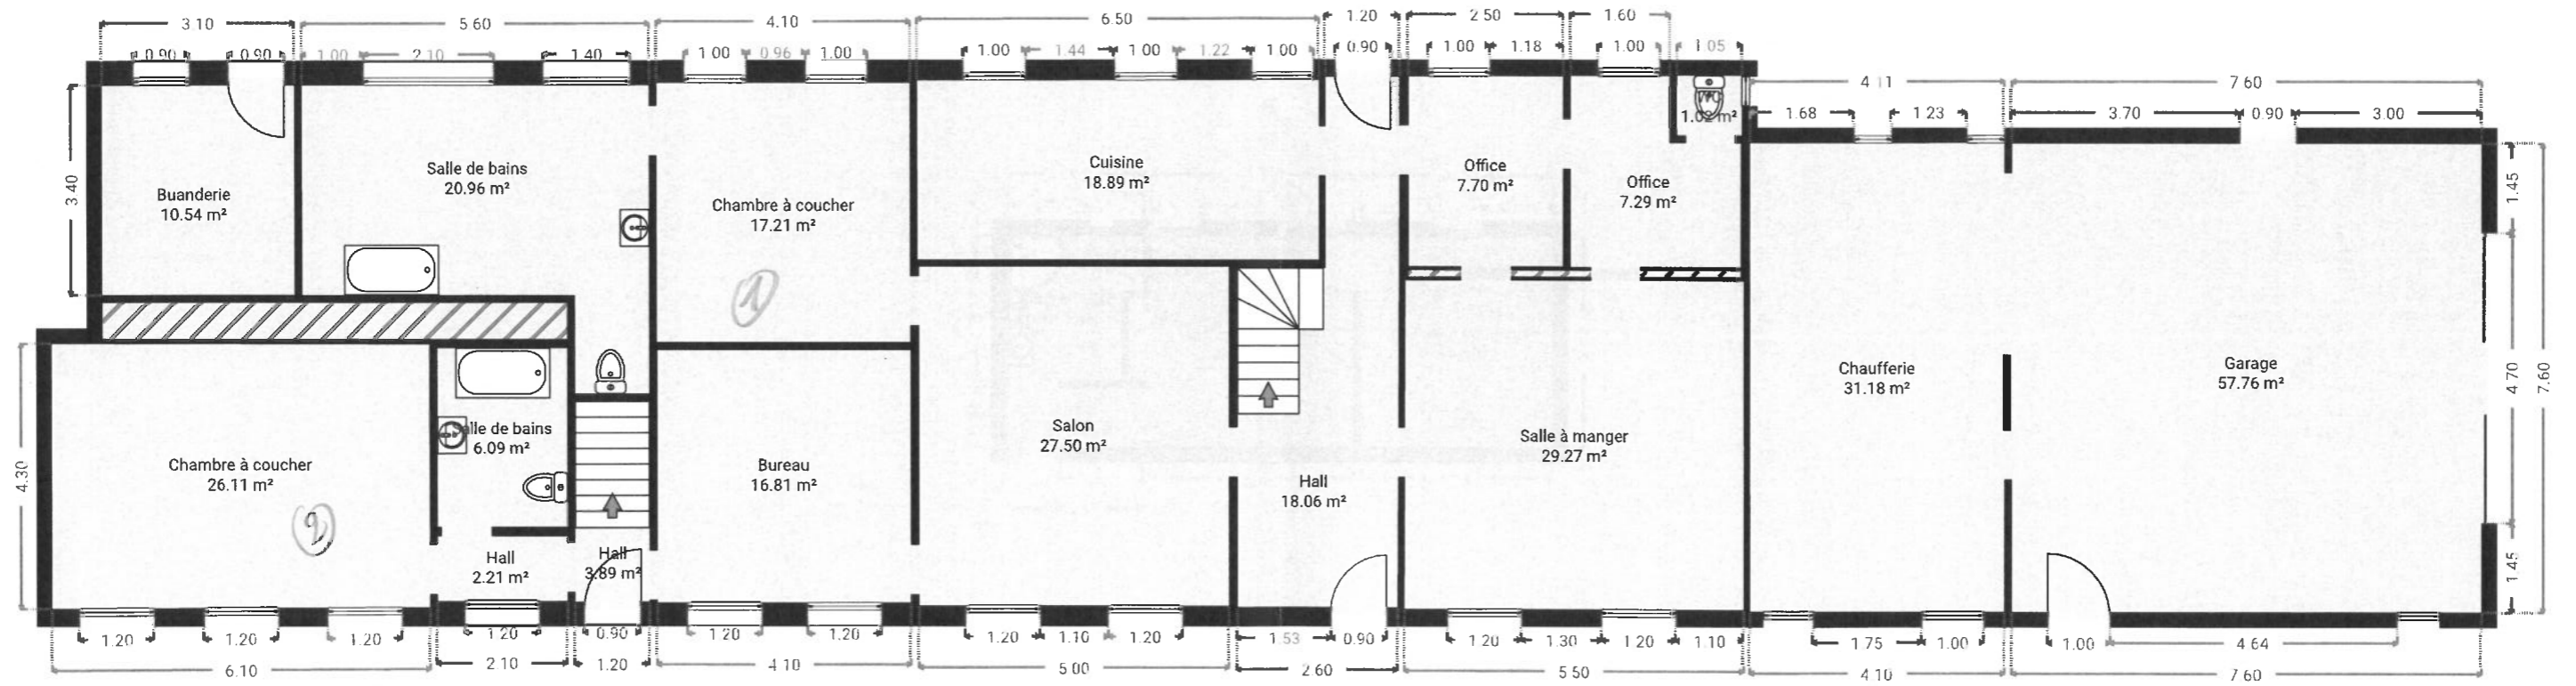 3.10
5.60
4.10
6.50
1.20
2.50
1.60
0.90
0.90
1.00
2.10
1.40
1.00
0.96
1.00
1.00
1.44
1.00
1.22
1.00
0.90
1.00
1.18
1.00
1.05
4.11
7.60
1.68
1.23
3.70
0.90
3.00
3.40
Buanderie
10.54 m²
Salle de bains
20.96 m²
Chambre à coucher
17.21 m²
1
Cuisine
18.89 m²
Office
7.70 m²
Office
7.29 m²
1.02 m²
1.45
4.70
7.60
1.45
4.30
Chambre à coucher
26.11 m²
2
Salle de bains
6.09 m²
Hall
2.21 m²
Hall
3.89 m²
Bureau
16.81 m²
Salon
27.50 m²
Hall
18.06 m²
Salle à manger
29.27 m²
Chaufferie
31.18 m²
Garage
57.76 m²
1.20
1.20
1.20
1.20
0.90
1.20
1.20
1.20
1.10
1.20
1.53
0.90
1.20
1.30
1.20
1.10
1.75
1.00
1.00
4.64
6.10
2.10
1.20
4.10
5.00
2.60
5.50
4.10
7.60